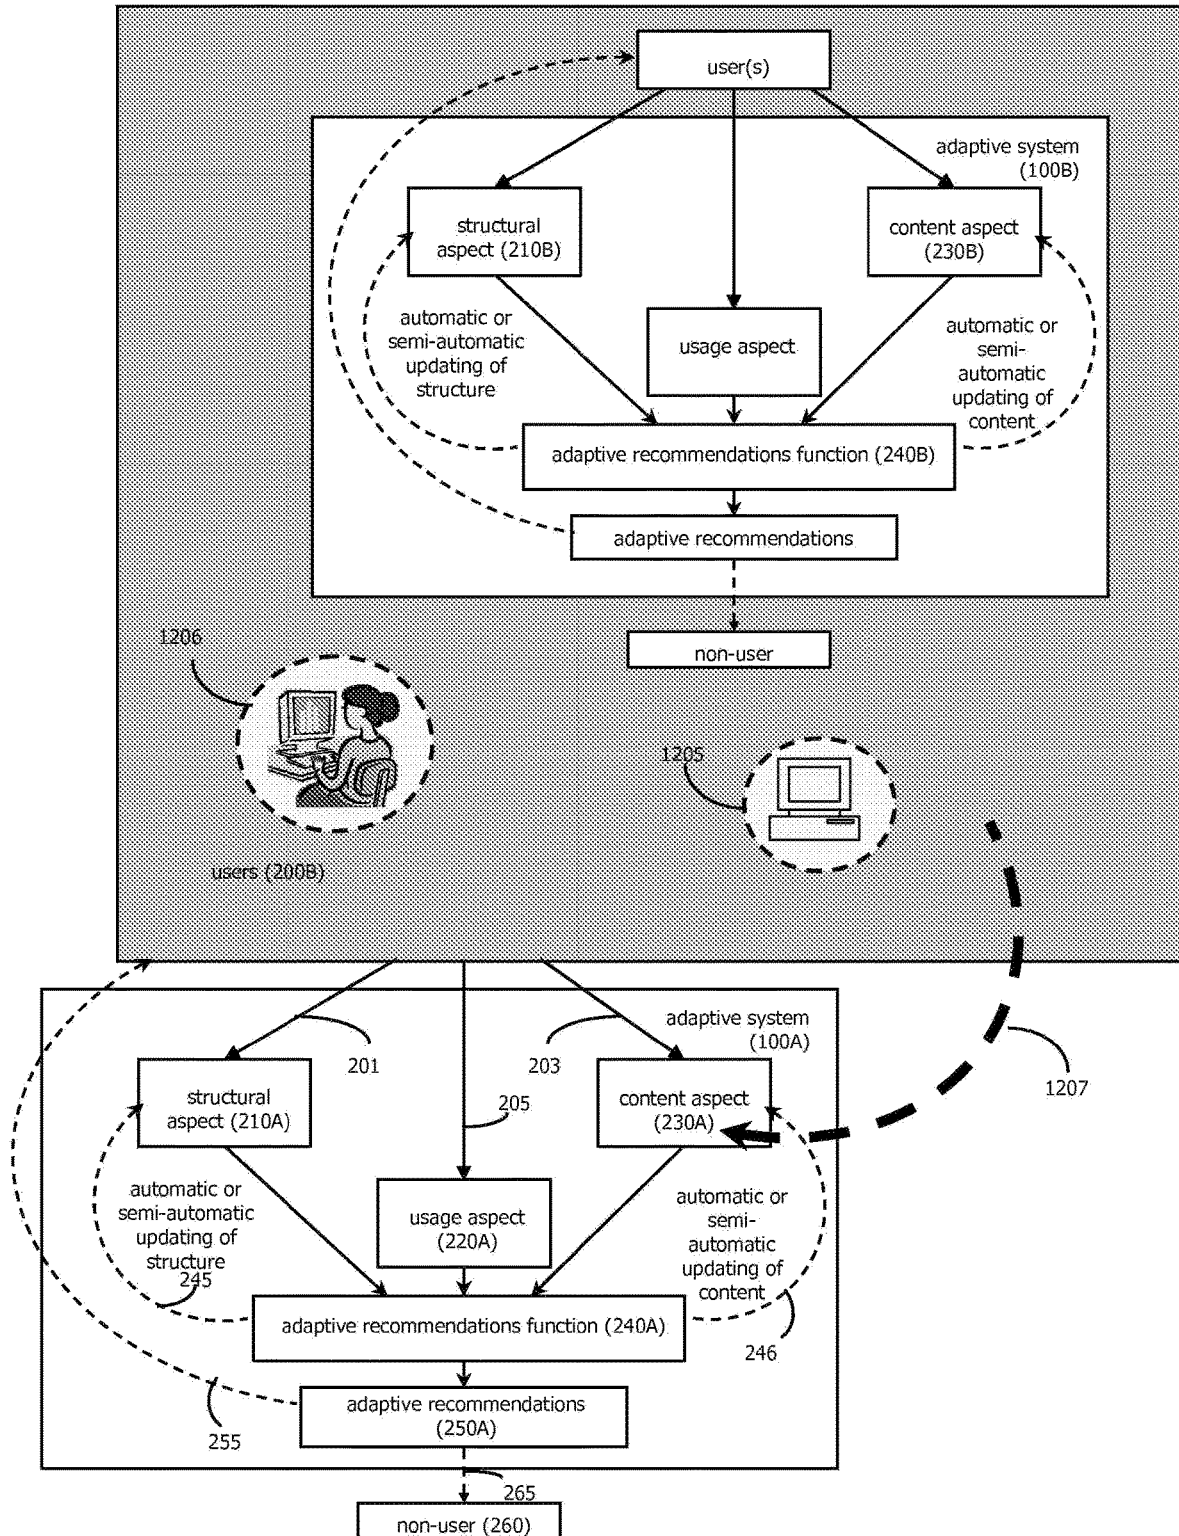 user(s)
adaptive system
(100B)
structural
aspect (210B)
content aspect
(230B)
automatic or
semi-automatic
updating of
structure
usage aspect
automatic or
semi-
automatic
updating of
content
adaptive recommendations function (240B)
adaptive recommendations
non-user
1206
1205
users (200B)
adaptive system
(100A)
201
203
1207
structural
aspect (210A)
205
content aspect
(230A)
automatic or
semi-automatic
updating of
structure
245
usage aspect
(220A)
automatic or
semi-
automatic
updating of
content
adaptive recommendations function (240A)
246
adaptive recommendations
(250A)
255
265
non-user (260)